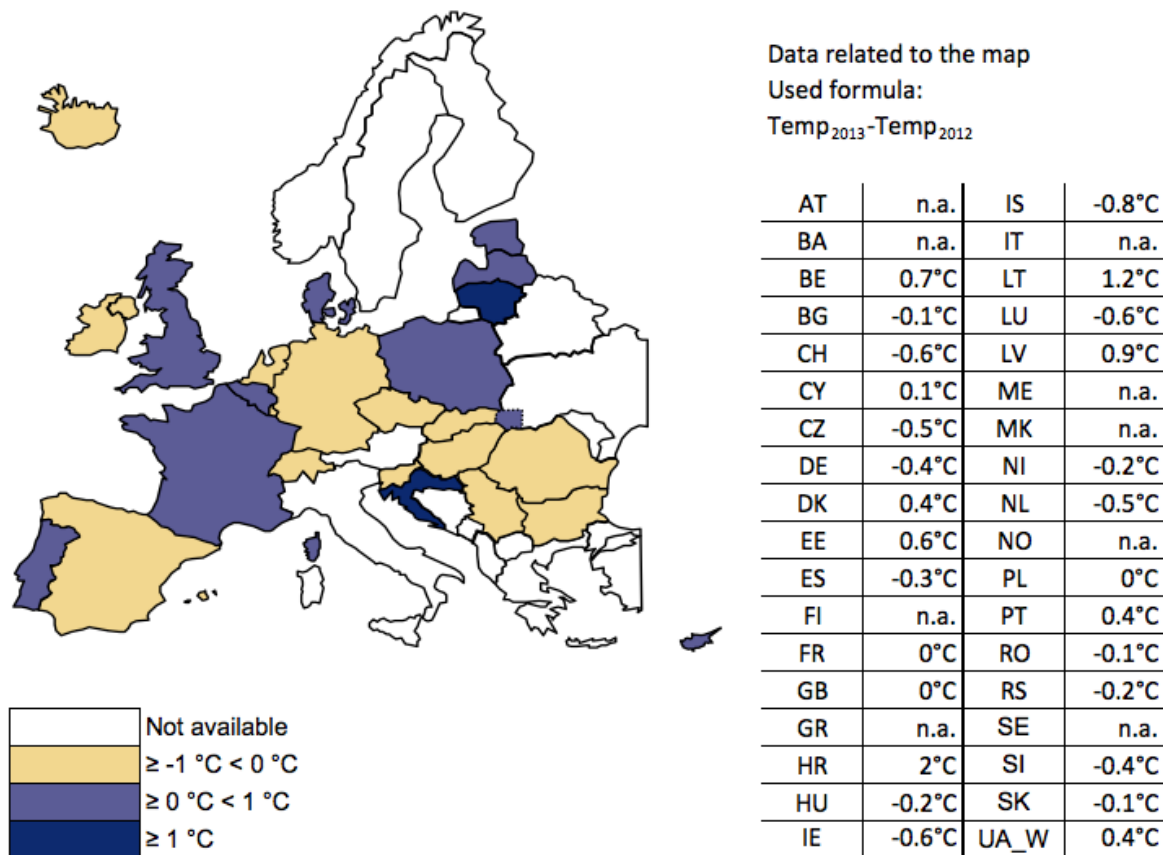 Data related to the map
Used formula:
Temp2013-Temp2012
AT n.a. IS -0.8°C
BA n.a. IT n.a.
BE 0.7°C LT 1.2°C
BG -0.1°C LU -0.6°C
CH -0.6°C LV 0.9°C
CY 0.1°C ME n.a.
CZ -0.5°C MK n.a.
DE -0.4°C NI -0.2°C
DK 0.4°C NL -0.5°C
EE 0.6°C NO n.a.
ES -0.3°C PL 0°C
FI n.a. PT 0.4°C
FR 0°C RO -0.1°C
GB 0°C RS -0.2°C
GR n.a. SE n.a.
HR 2°C SI -0.4°C
HU -0.2°C SK -0.1°C
IE -0.6°C UA_W 0.4°C
Not available
≥ -1 °C < 0 °C
≥ 0 °C < 1 °C
≥ 1 °C